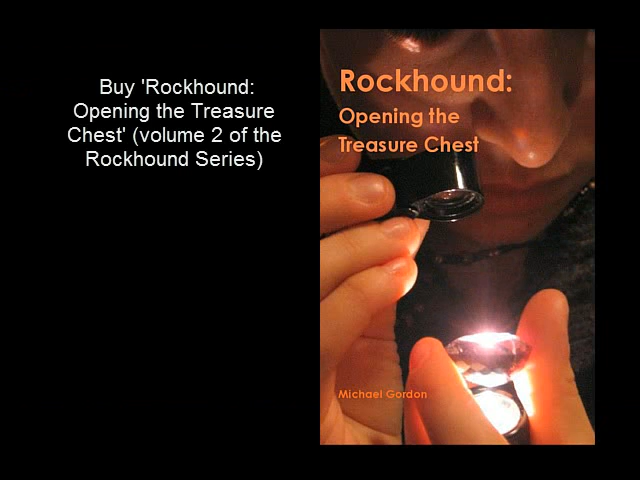 Buy 'Rockhound:
Opening the Treasure
Chest' (volume 2 of the
Rockhound Series)
Rockhound:
Opening the
Treasure Chest
Michael Gordon